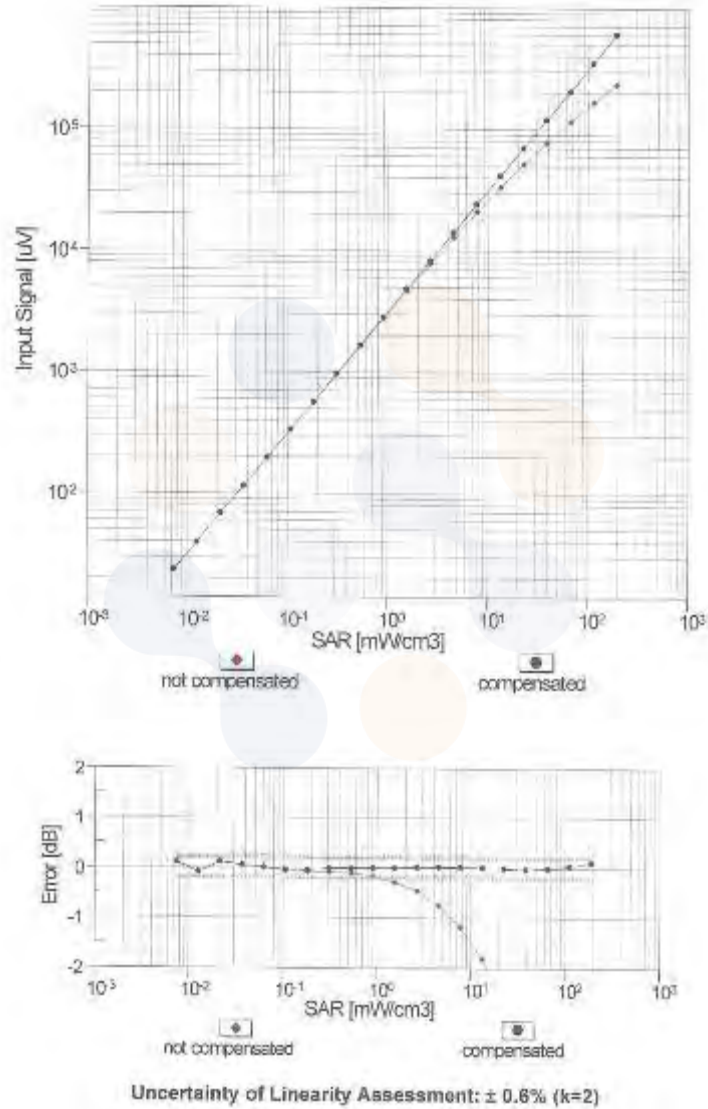 10⁵
10⁴
10³
10²
Input Signal [uV]
10⁻³ 10⁻² 10⁻¹ 10⁰ 10¹ 10² 10³
SAR [mW/cm3]
not compensated compensated
2
1
0
-1
-2
Error [dB]
10⁻³ 10⁻² 10⁻¹ 10⁰ 10¹ 10² 10³
SAR [mW/cm3]
not compensated compensated
Uncertainty of Linearity Assessment: ± 0.6% (k=2)